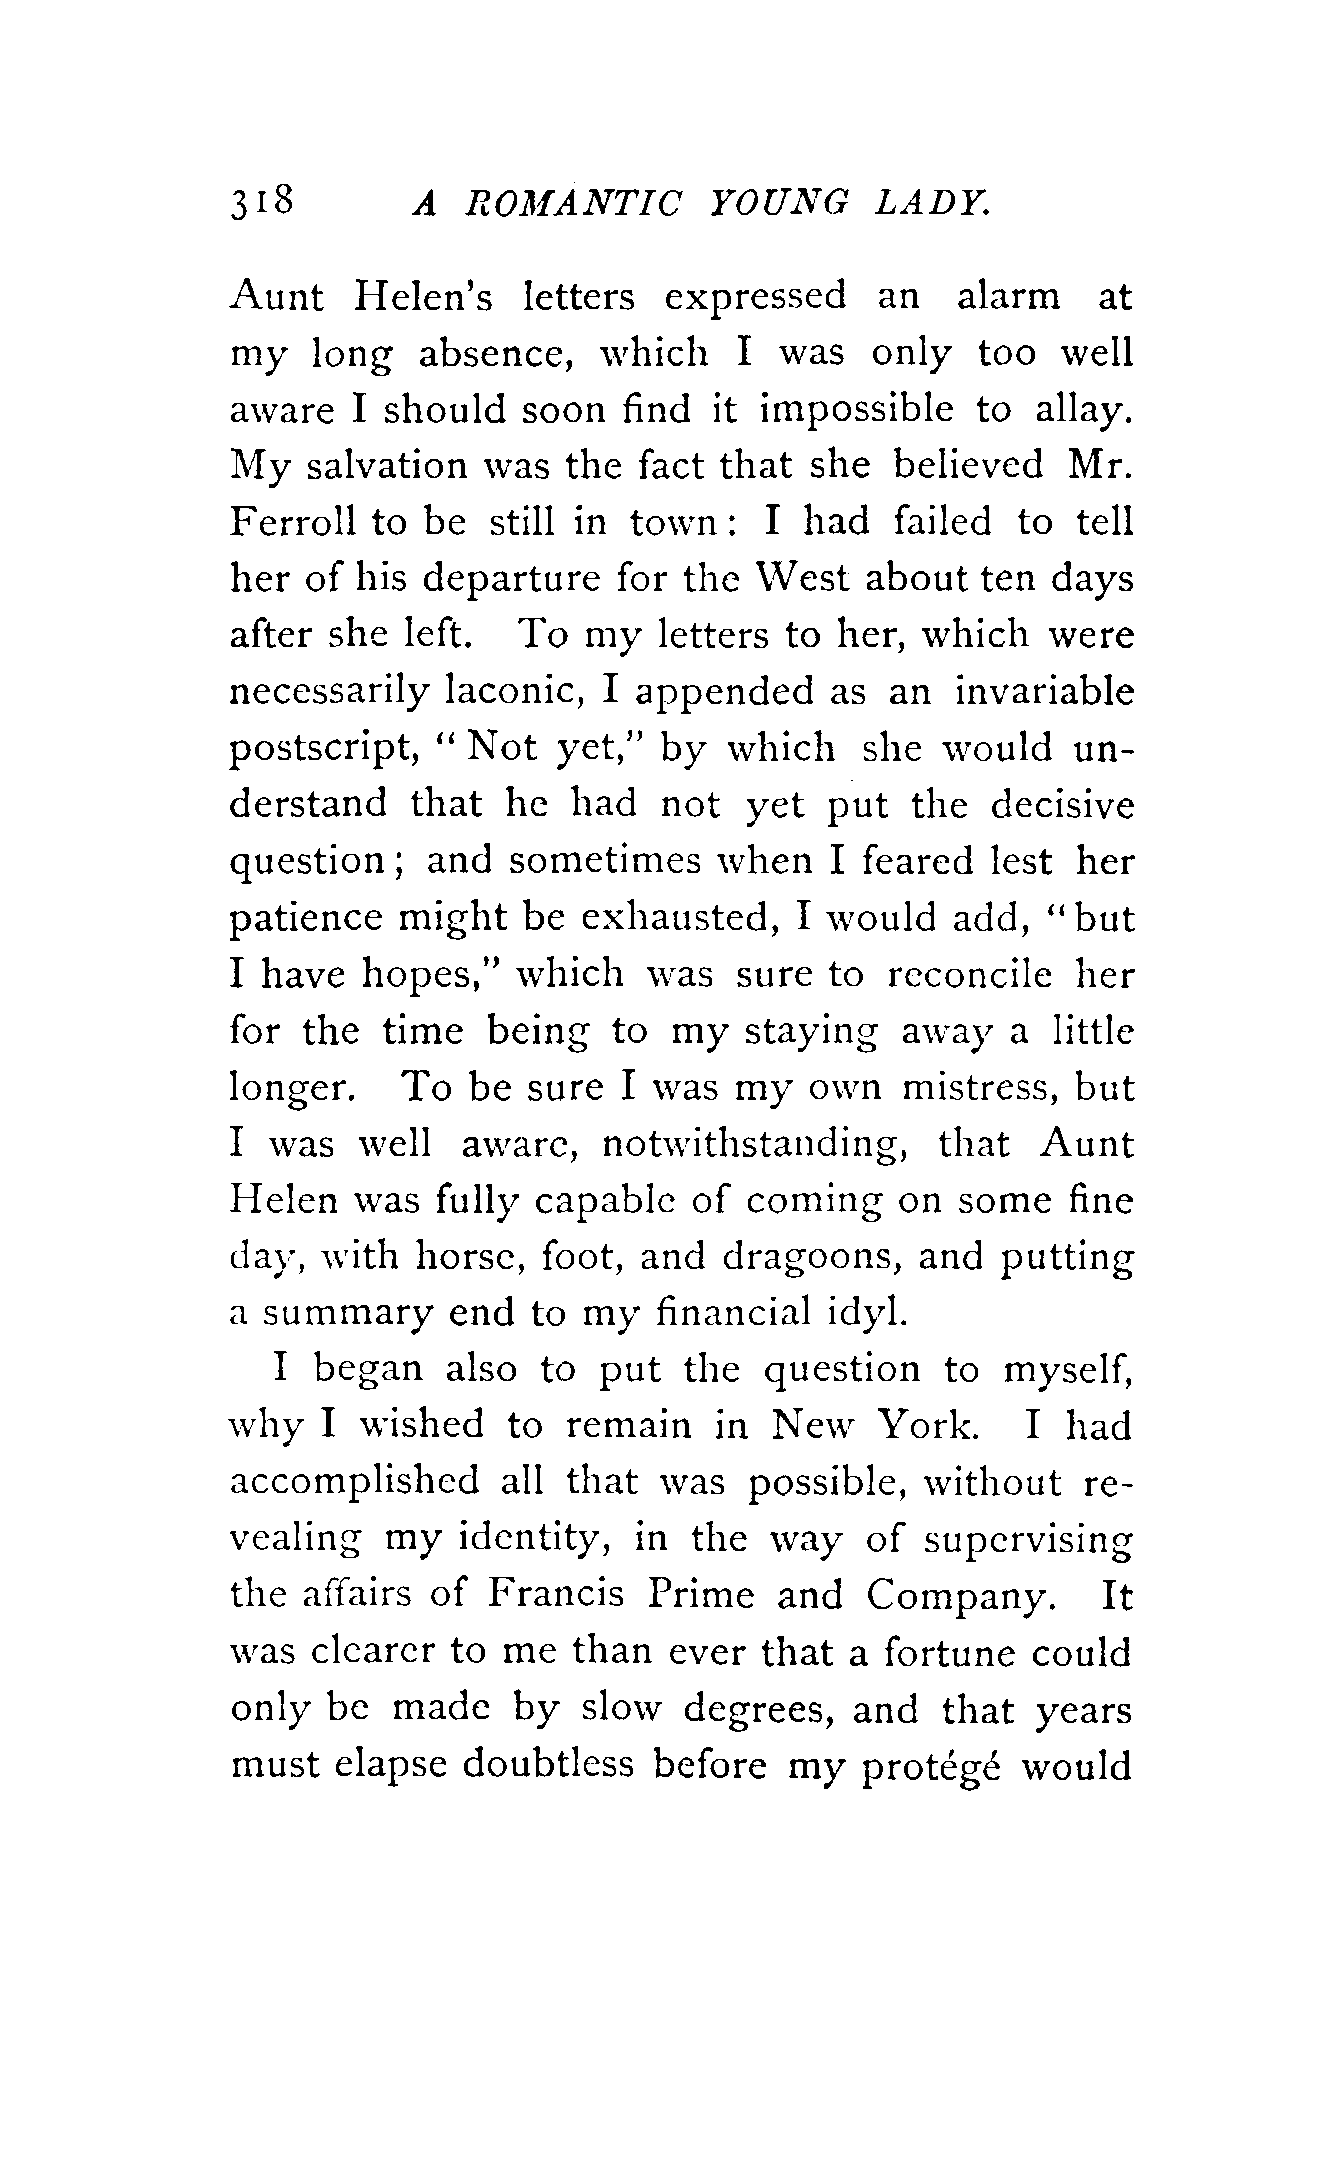 318 A ROMANTIC YOUNG LADY.
Aunt Helen's letters expressed an alarm at
my long absence, which I was only too well
aware I should soon find it impossible to allay.
My salvation was the fact that she believed Mr.
Ferroll to be still in town: I had failed to tell
her of his departure for the West about ten days
after she left. To my letters to her, which were
necessarily laconic, I appended as an invariable
postscript, "Not yet," by which she would un-
derstand that he had not yet put the decisive
question; and sometimes when I feared lest her
patience might be exhausted, I would add, "but
I have hopes," which was sure to reconcile her
for the time being to my staying away a little
longer. To be sure I was my own mistress, but
I was well aware, notwithstanding, that Aunt
Helen was fully capable of coming on some fine
day, with horse, foot, and dragoons, and putting
a summary end to my financial idyl.
I began also to put the question to myself,
why I wished to remain in New York. I had
accomplished all that was possible, without re-
vealing my identity, in the way of supervising
the affairs of Francis Prime and Company. It
was clearer to me than ever that a fortune could
only be made by slow degrees, and that years
must elapse doubtless before my protégé would